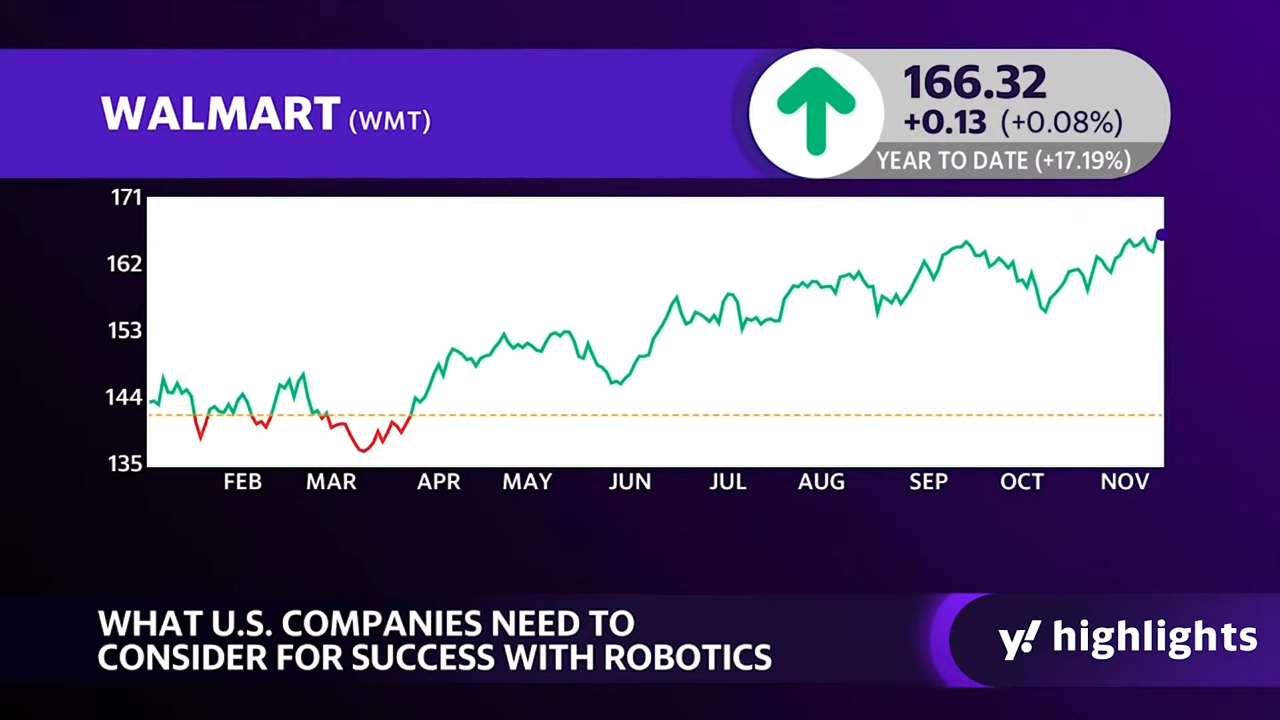 WALMART (WMT)
166.32
+0.13 (+0.08%)
YEAR TO DATE (+17.19%)
171
162
153
144
135
FEB MAR APR MAY JUN JUL AUG SEP OCT NOV
WHAT U.S. COMPANIES NEED TO
CONSIDER FOR SUCCESS WITH ROBOTICS
y! highlights